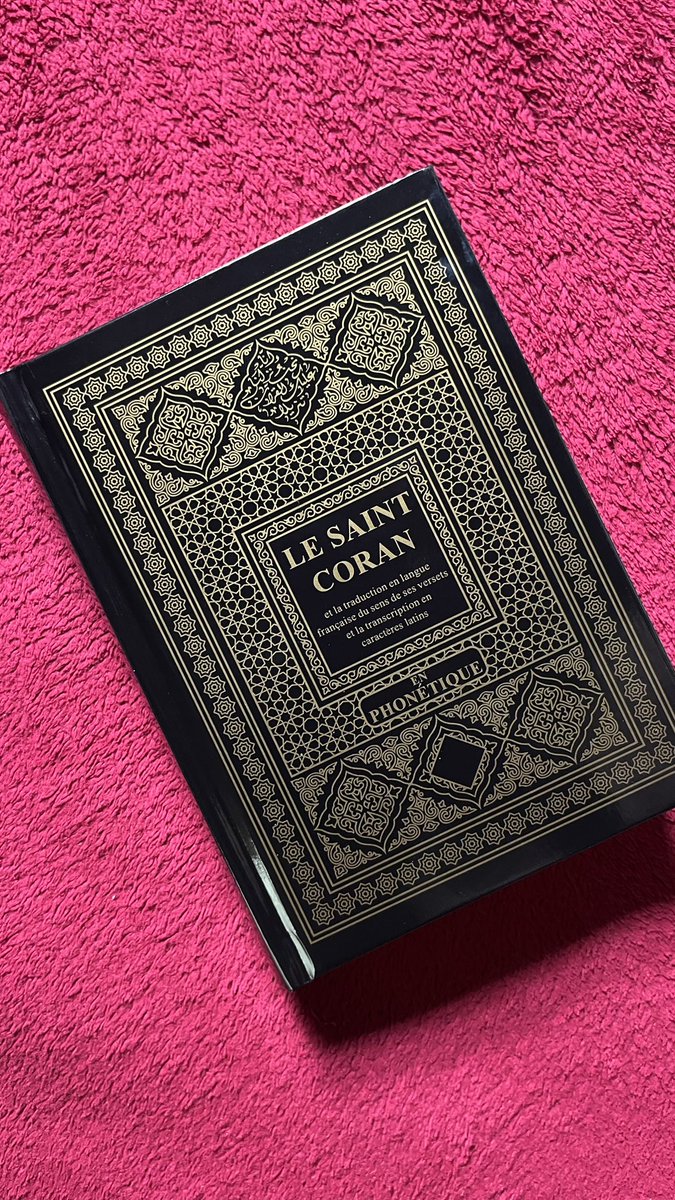 LE SAINT
CORAN
et la traduction en langue
française du sens de ses versets
et la transcription en
caractères latins
EN
PHONÉTIQUE